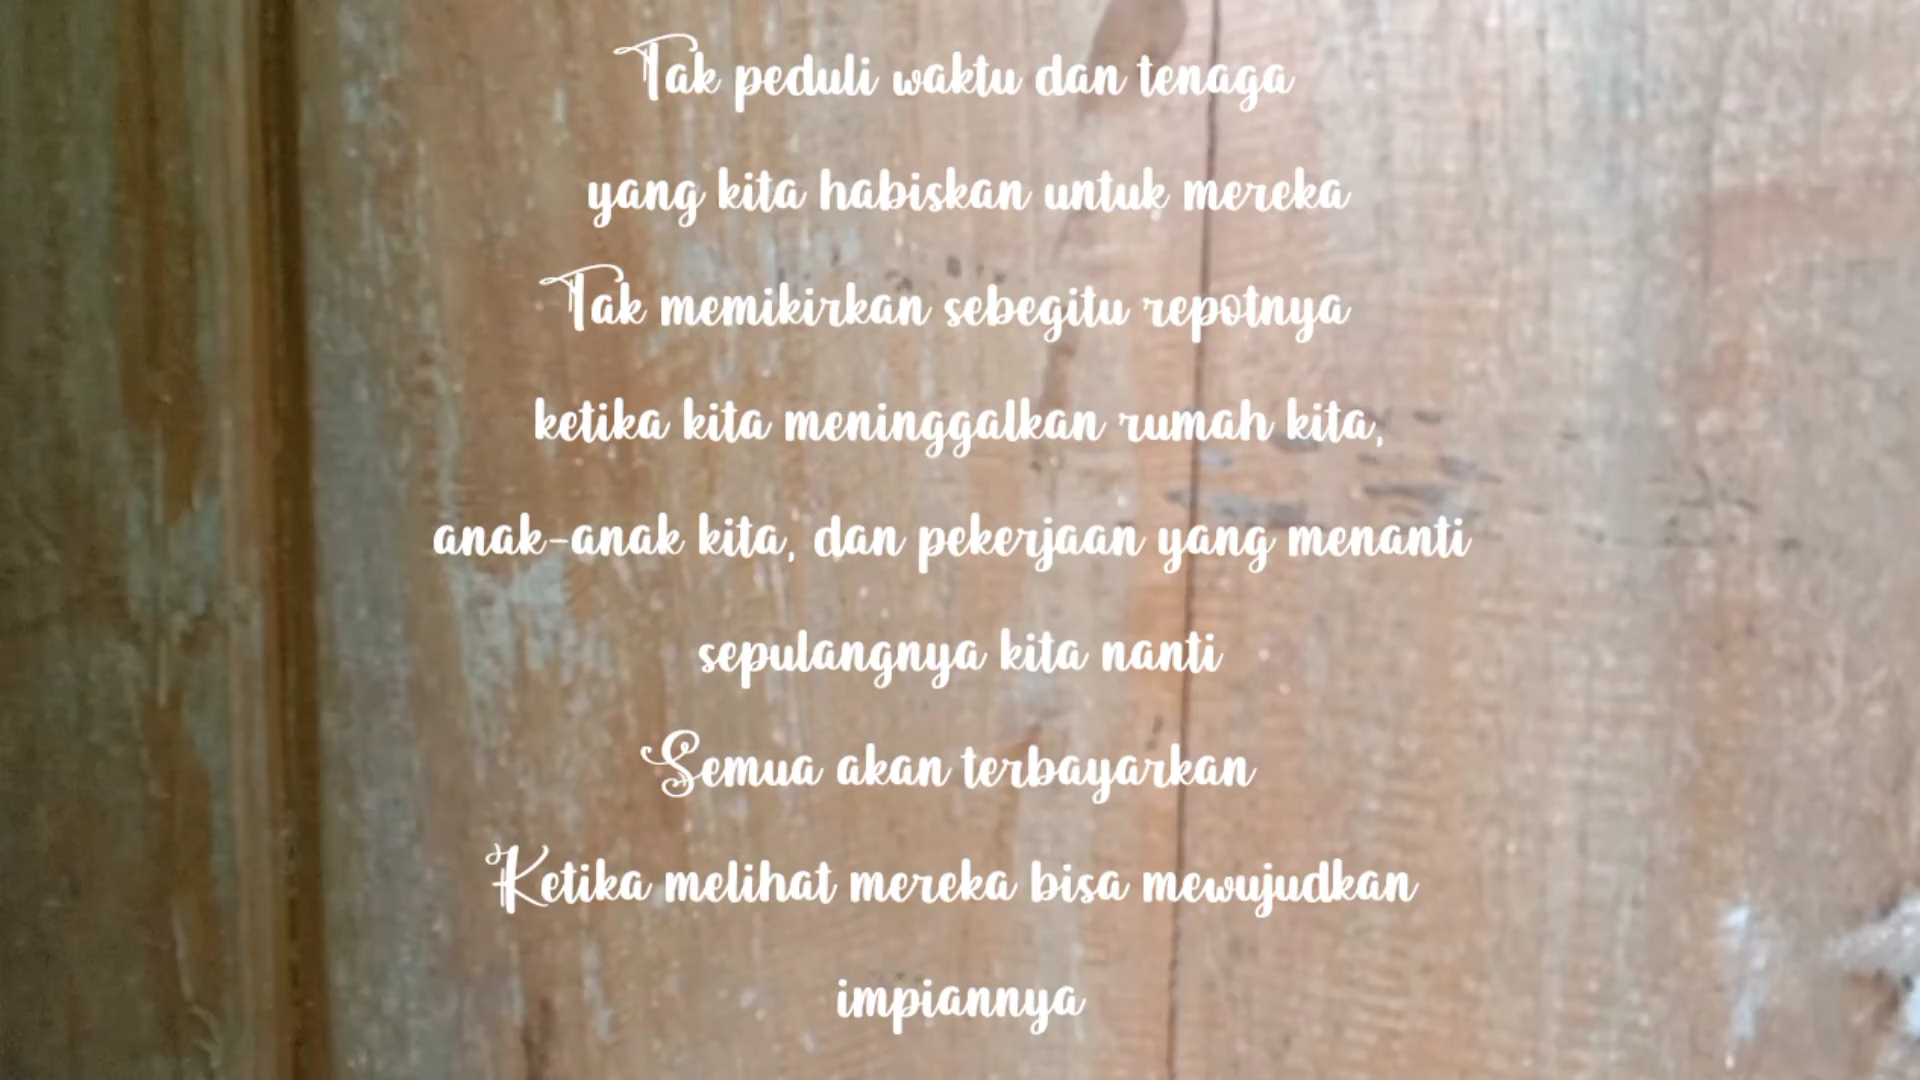 Tak peduli waktu dan tenaga
yang kita habiskan untuk mereka
Tak memikirkan sebegitu repotnya
ketika kita meninggalkan rumah kita,
anak-anak kita, dan pekerjaan yang menanti
sepulangnya kita nanti
Semua akan terbayarkan
Ketika melihat mereka bisa mewujudkan
impiannya